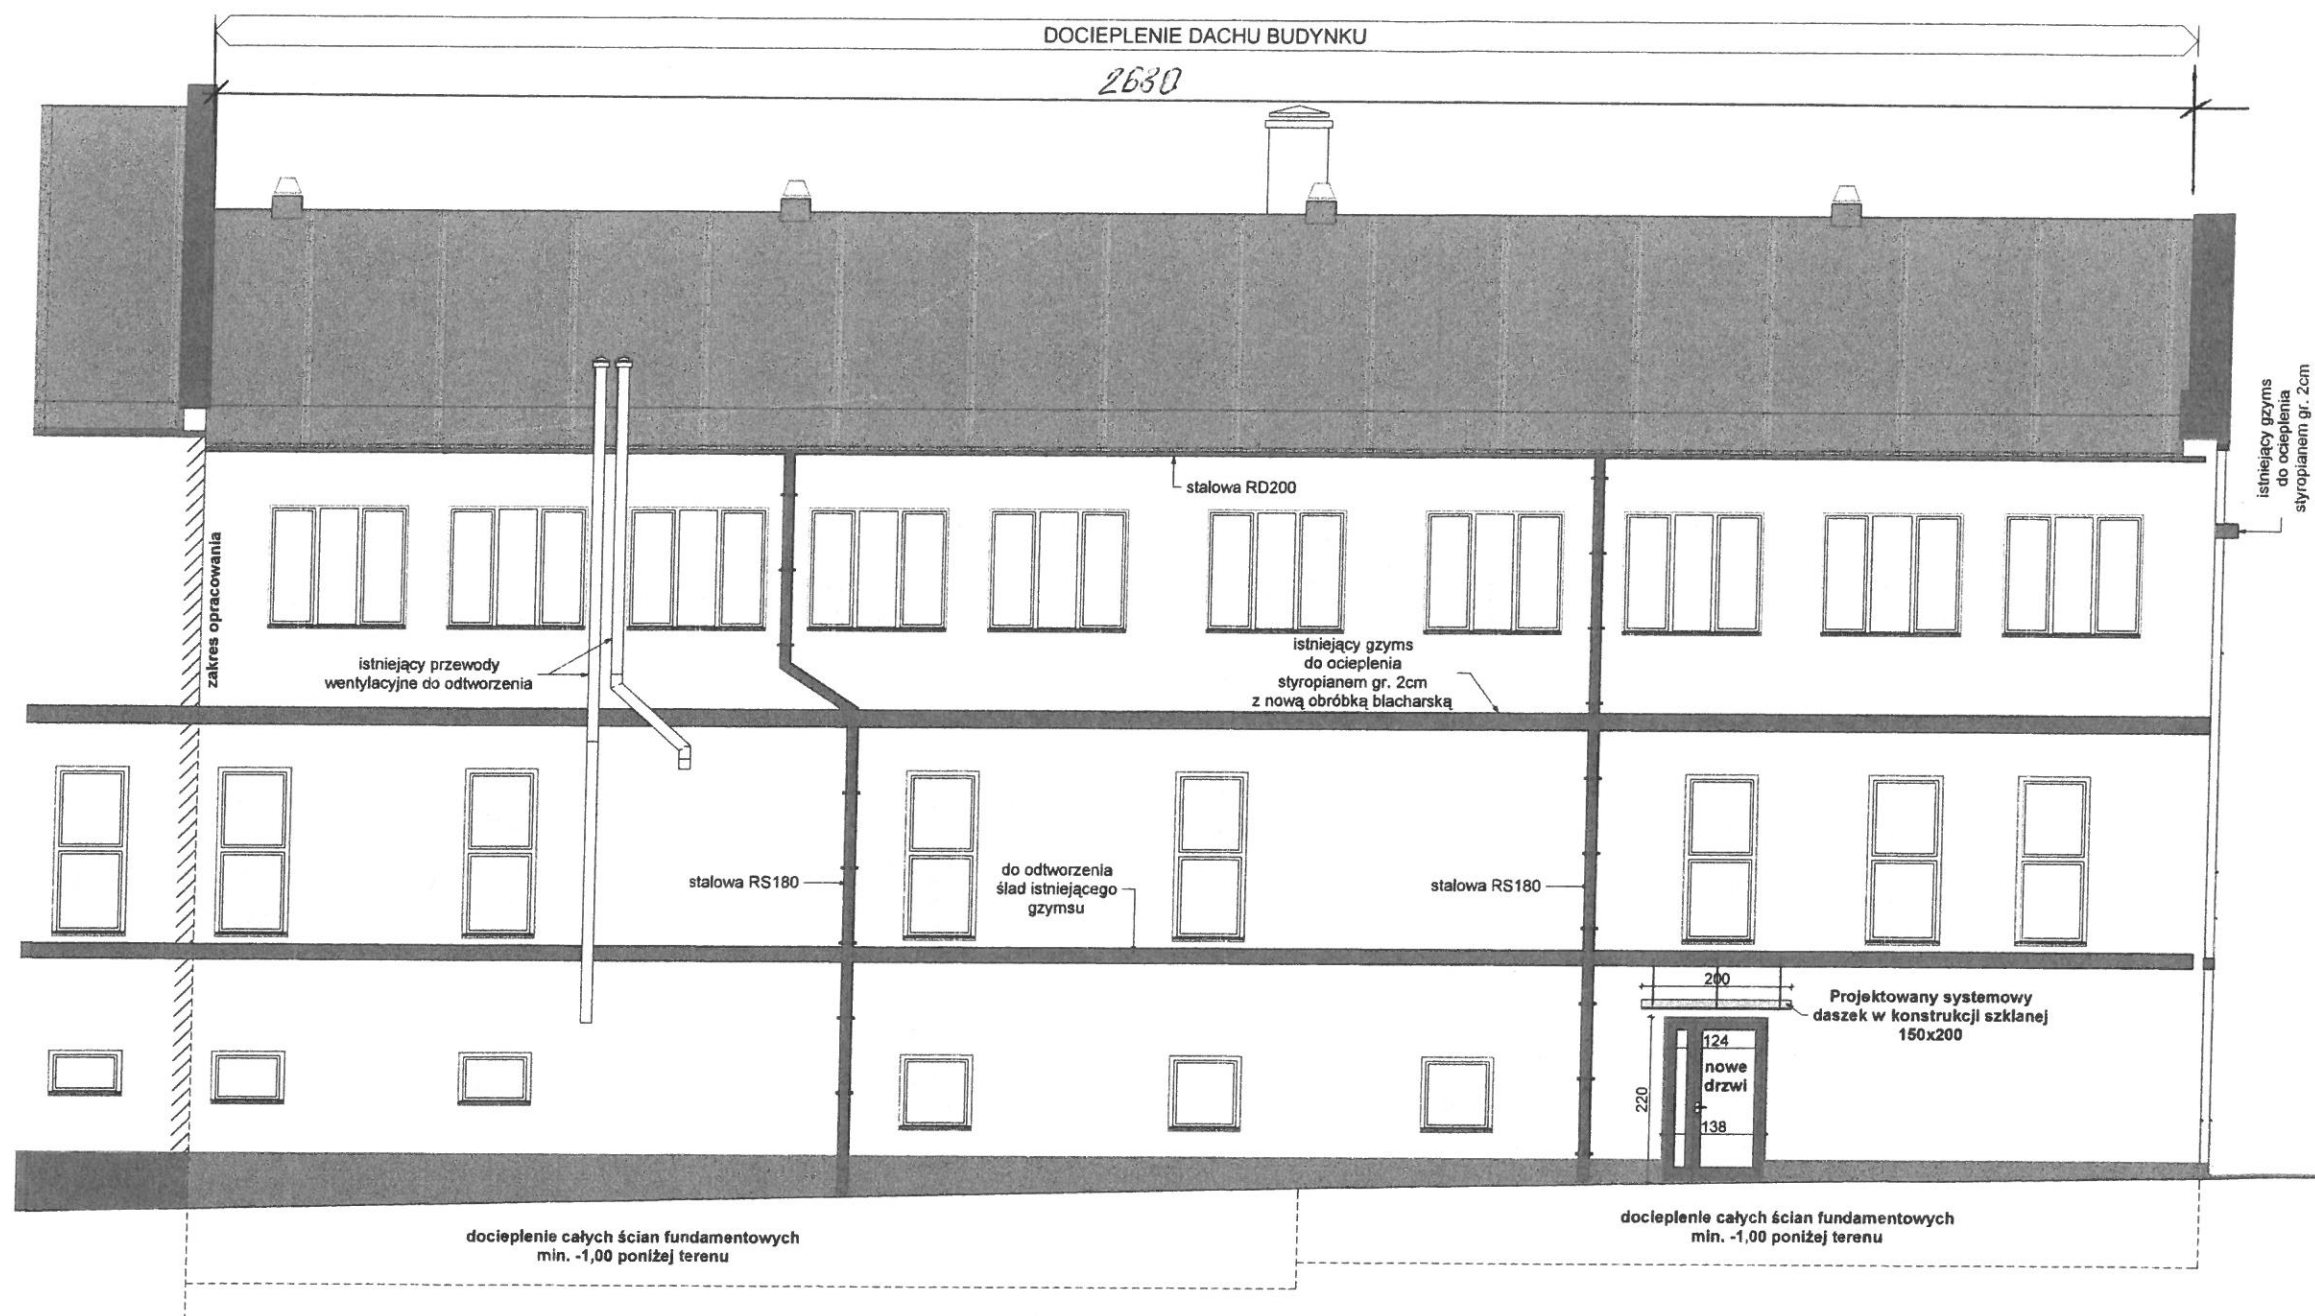 DOCIEPLENIE DACHU BUDYNKU
2630
istniejący gzyms
do ocieplenia
styropianem gr. 2cm
stalowa RD200
zakres opracowania
istniejący przewody
wentylacyjne do odtworzenia
istniejący gzyms
do ocieplenia
styropianem gr. 2cm
z nową obróbką blacharską
stalowa RS180
do odtworzenia
ślad istniejącego
gzymsu
stalowa RS180
200
Projektowany systemowy
daszek w konstrukcji szklanej
150x200
124
nowe
drzwi
220
138
docieplenie całych ścian fundamentowych
min. -1,00 poniżej terenu
docieplenie całych ścian fundamentowych
min. -1,00 poniżej terenu